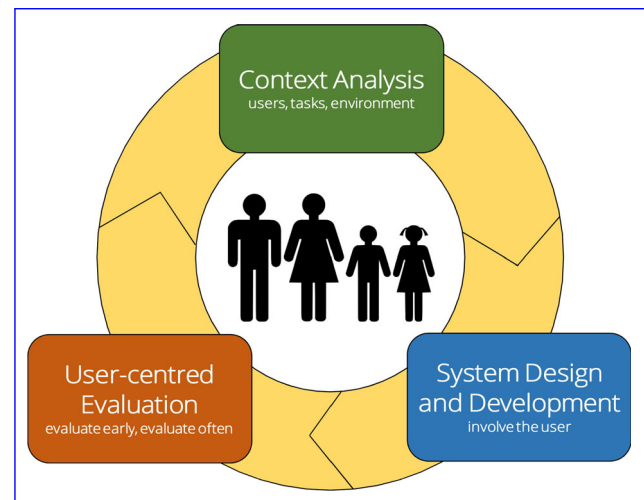 Context Analysis
users, tasks, environment
User-centred
Evaluation
evaluate early, evaluate often
System Design
and Development
involve the user